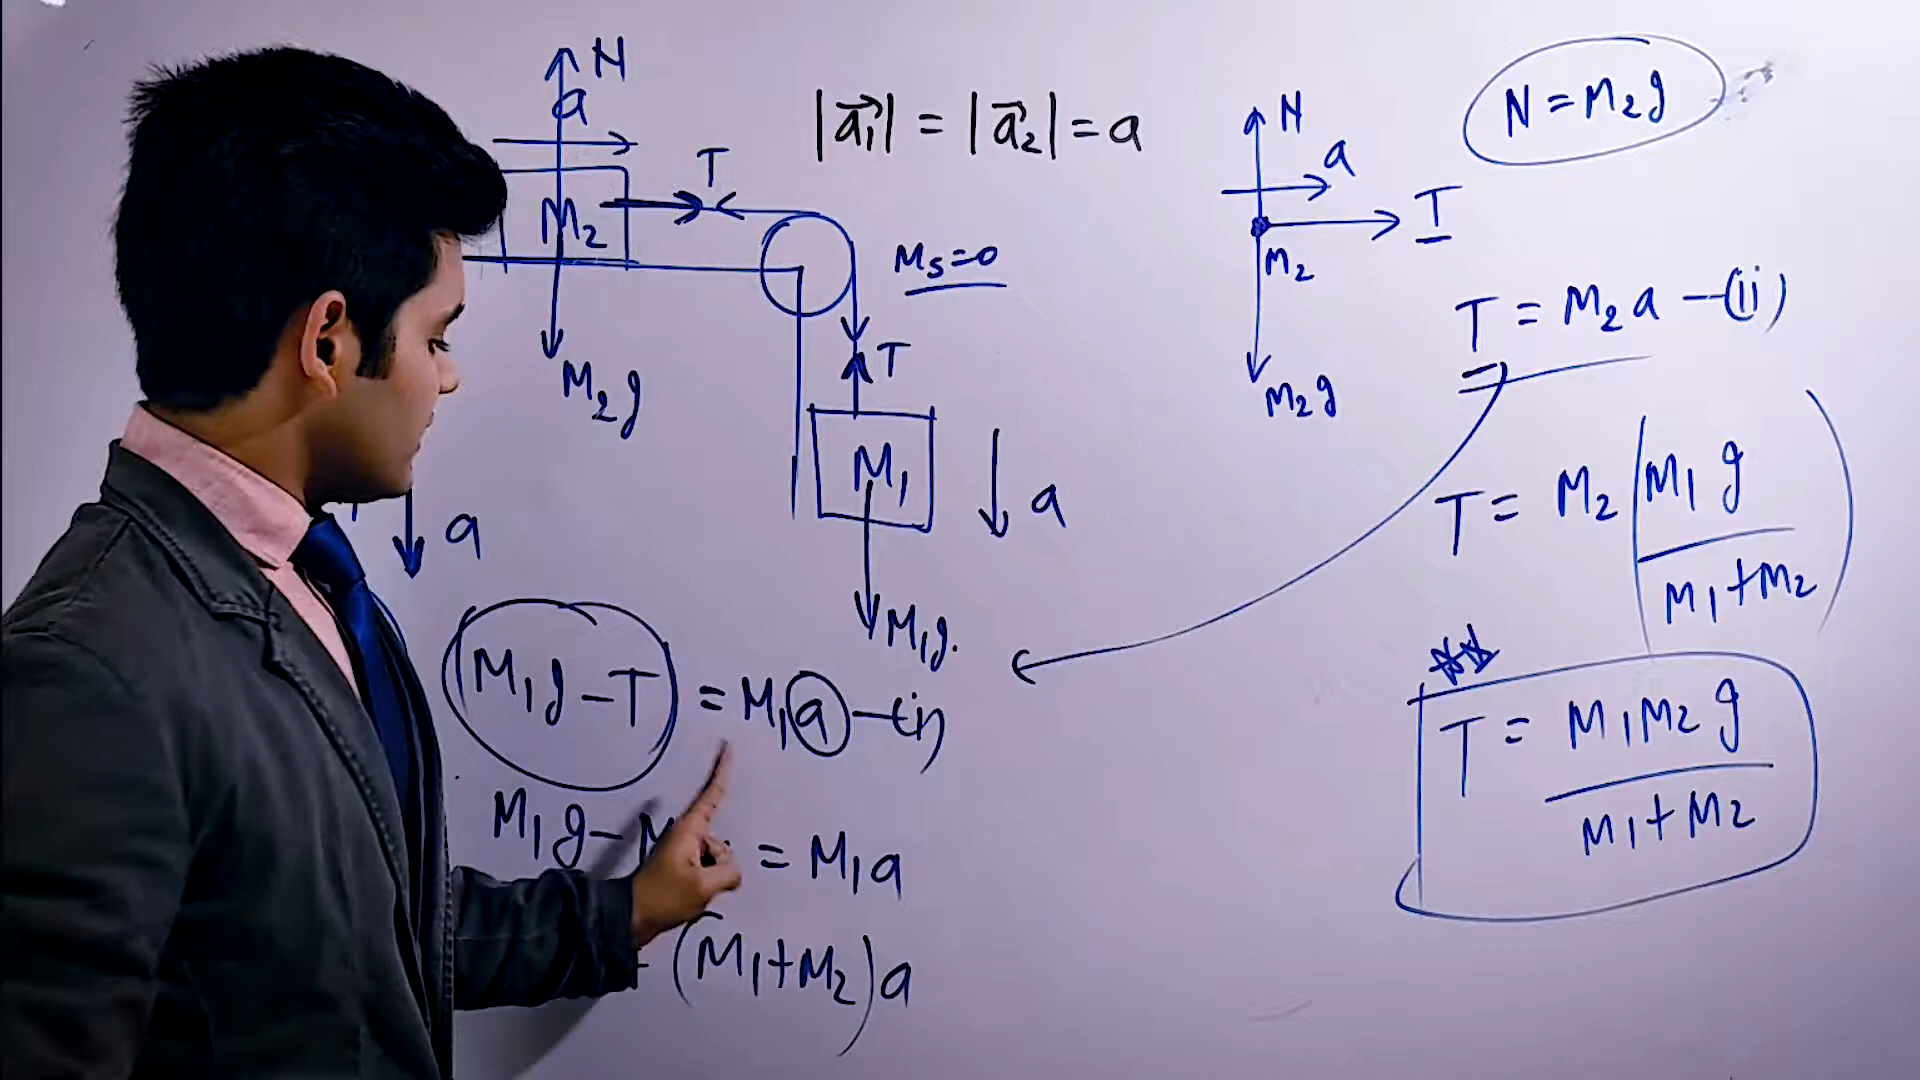 N
a
|a₁| = |a₂| = a
N
a
N = M₂g
T
M₂
T
m₂
Ms=0
T = M₂a —(ii)
M₂g
T
m₂g
M₁
a
a
T = M₂ (M₁g / M₁+M₂)
M₁g.
M₁g – T = M₁a —(i)
T = M₁M₂g / M₁+M₂
M₁g – = M₁a
(M₁+M₂)a